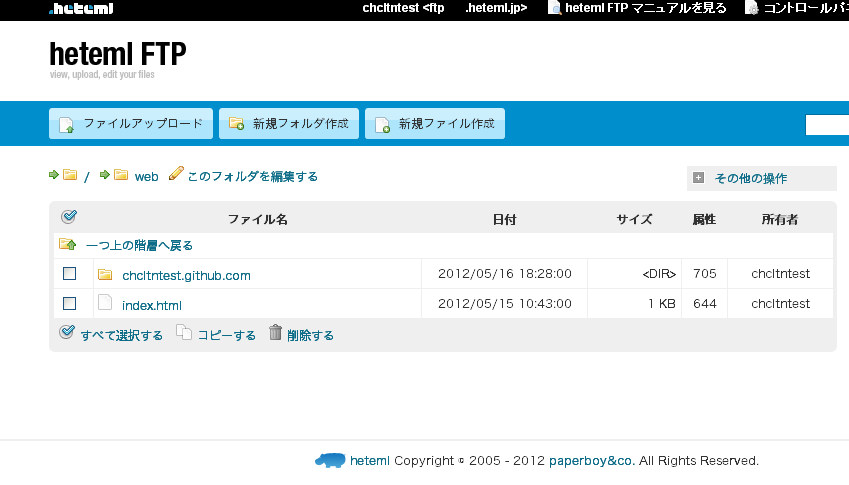 .heteml
chcltntest <ftp .heteml.jp> heteml FTP マニュアルを見る コントロールパネ
heteml FTP
view, upload, edit your files
ファイルアップロード 新規フォルダ作成 新規ファイル作成
/ web このフォルダを編集する その他の操作
ファイル名 日付 サイズ 属性 所有者
一つ上の階層へ戻る
chcltntest.github.com 2012/05/16 18:28:00 <DIR> 705 chcltntest
index.html 2012/05/15 10:43:00 1 KB 644 chcltntest
すべて選択する コピーする 削除する
heteml Copyright © 2005 - 2012 paperboy&co. All Rights Reserved.